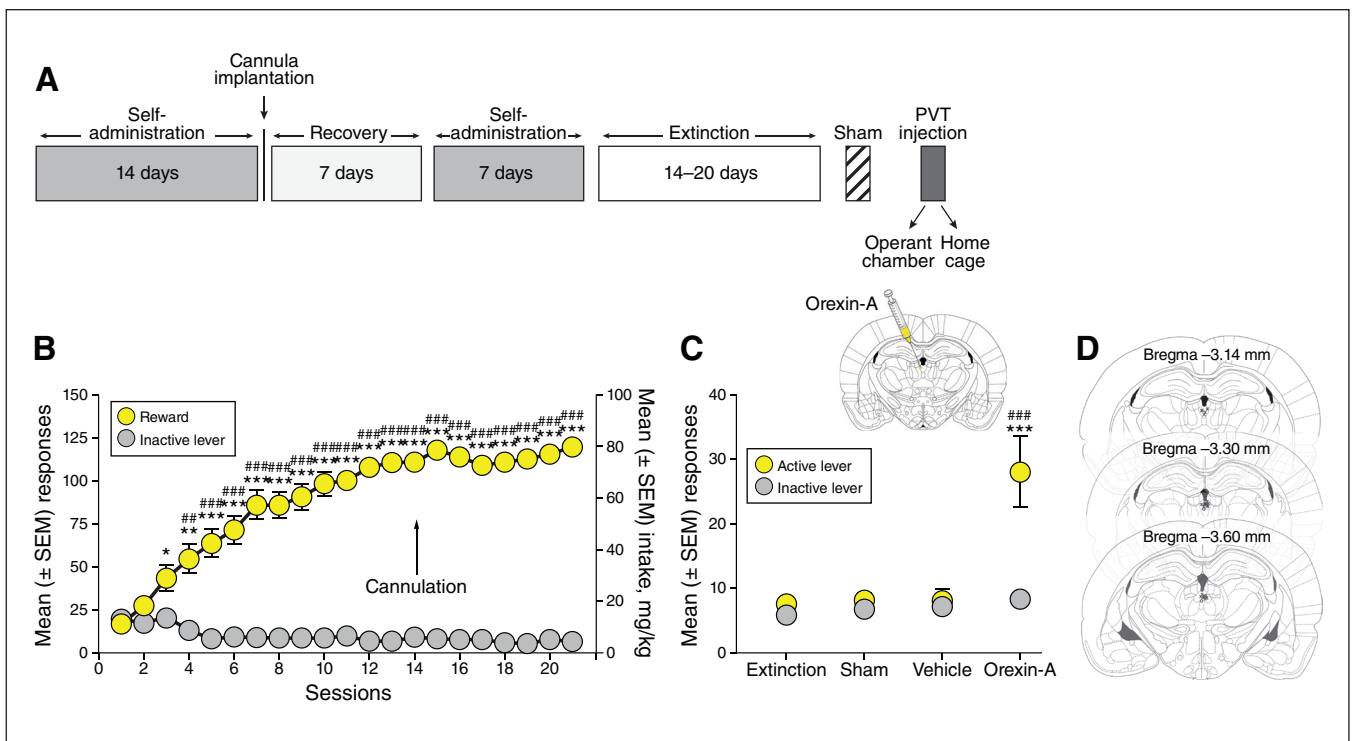 A
Cannula
implantation
Self-
administration
Recovery
Self-
administration
Extinction
Sham
PVT
injection
14 days
7 days
7 days
14–20 days
Operant
chamber
Home
cage
B
Mean (± SEM) responses
150
125
100
75
50
25
0
Reward
Inactive lever
*
##
**
###
***
###
***
###
***
###
***
###
***
###
***
###
***
###
***
###
***
###
***
###
***
###
***
###
***
###
***
###
***
###
***
###
***
Cannulation
100
80
60
40
20
0
Mean (± SEM) intake, mg/kg
0 2 4 6 8 10 12 14 16 18 20
Sessions
Orexin-A
C
Mean (± SEM) responses
40
30
20
10
0
Active lever
Inactive lever
###
***
Extinction Sham Vehicle Orexin-A
D
Bregma –3.14 mm
Bregma –3.30 mm
Bregma –3.60 mm